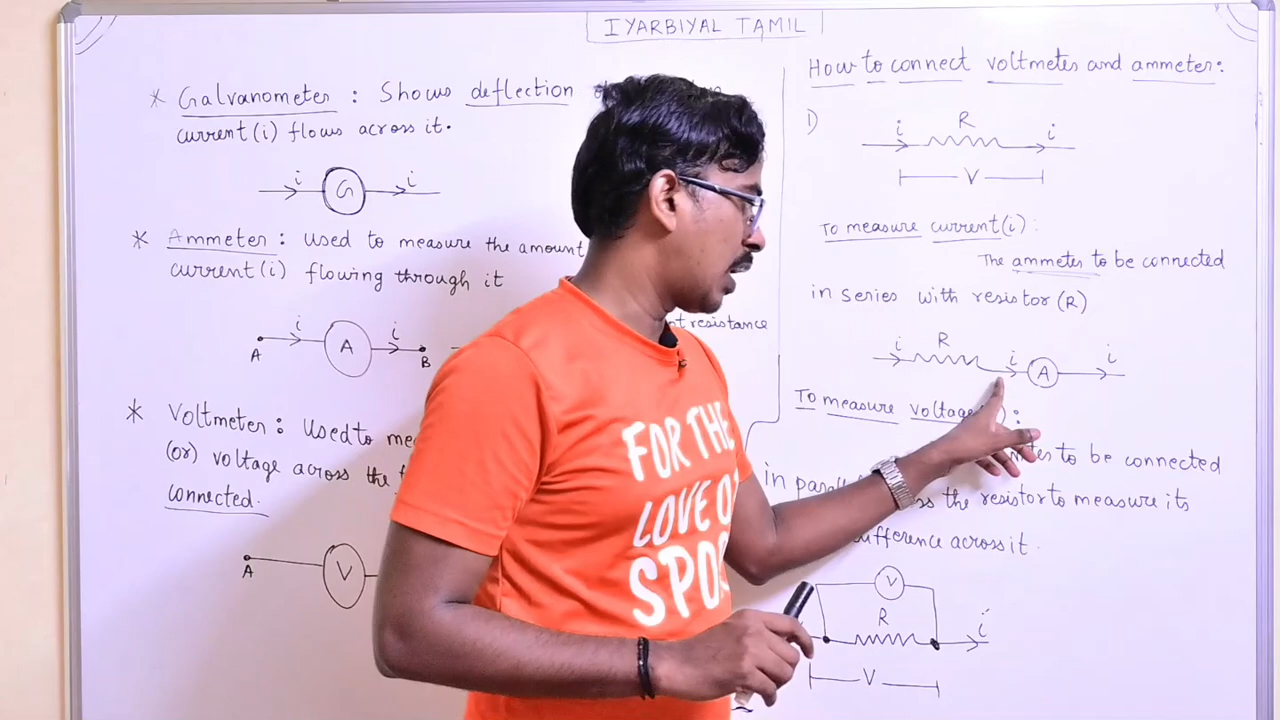 IYARBIYAL TAMIL
* Galvanometer : Shows deflection
current (i) flows across it.
i
i
G
* Ammeter : used to measure the amount
current (i) flowing through it
resistance
i
i
A
A
B
* Voltmeter : Used to
(or) voltage across the
connected.
A
V
How to connect voltmeter and ammeter:
1)
R
i
i
V
To measure current (i) :
The ammeter to be connected
in series with resistor (R)
R
i
i
i
A
To measure voltage :
to be connected
in the resistor to measure its
difference across it.
V
R
i
V
FOR THE
LOVE